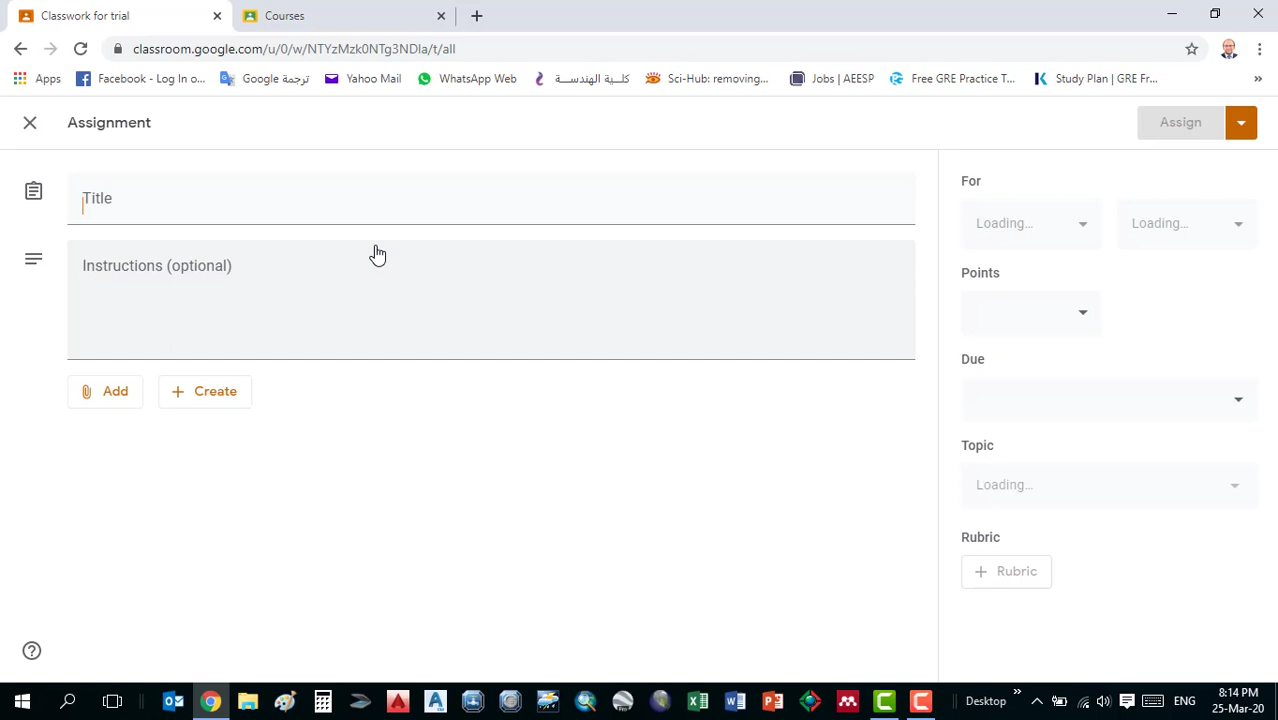 Classwork for trial
Courses
classroom.google.com/u/0/w/NTYzMzk0NTg3NDIa/t/all
Apps
Facebook - Log In o...
ترجمة Google
Yahoo Mail
WhatsApp Web
كلـــية الهندســـة...
Sci-Hub: removing...
Jobs | AEESP
Free GRE Practice T...
Study Plan | GRE Fr...
Assignment
Assign
Title
Instructions (optional)
Add
Create
For
Loading...
Loading...
Points
Due
Topic
Loading...
Rubric
Rubric
Desktop
ENG
8:14 PM
25-Mar-20